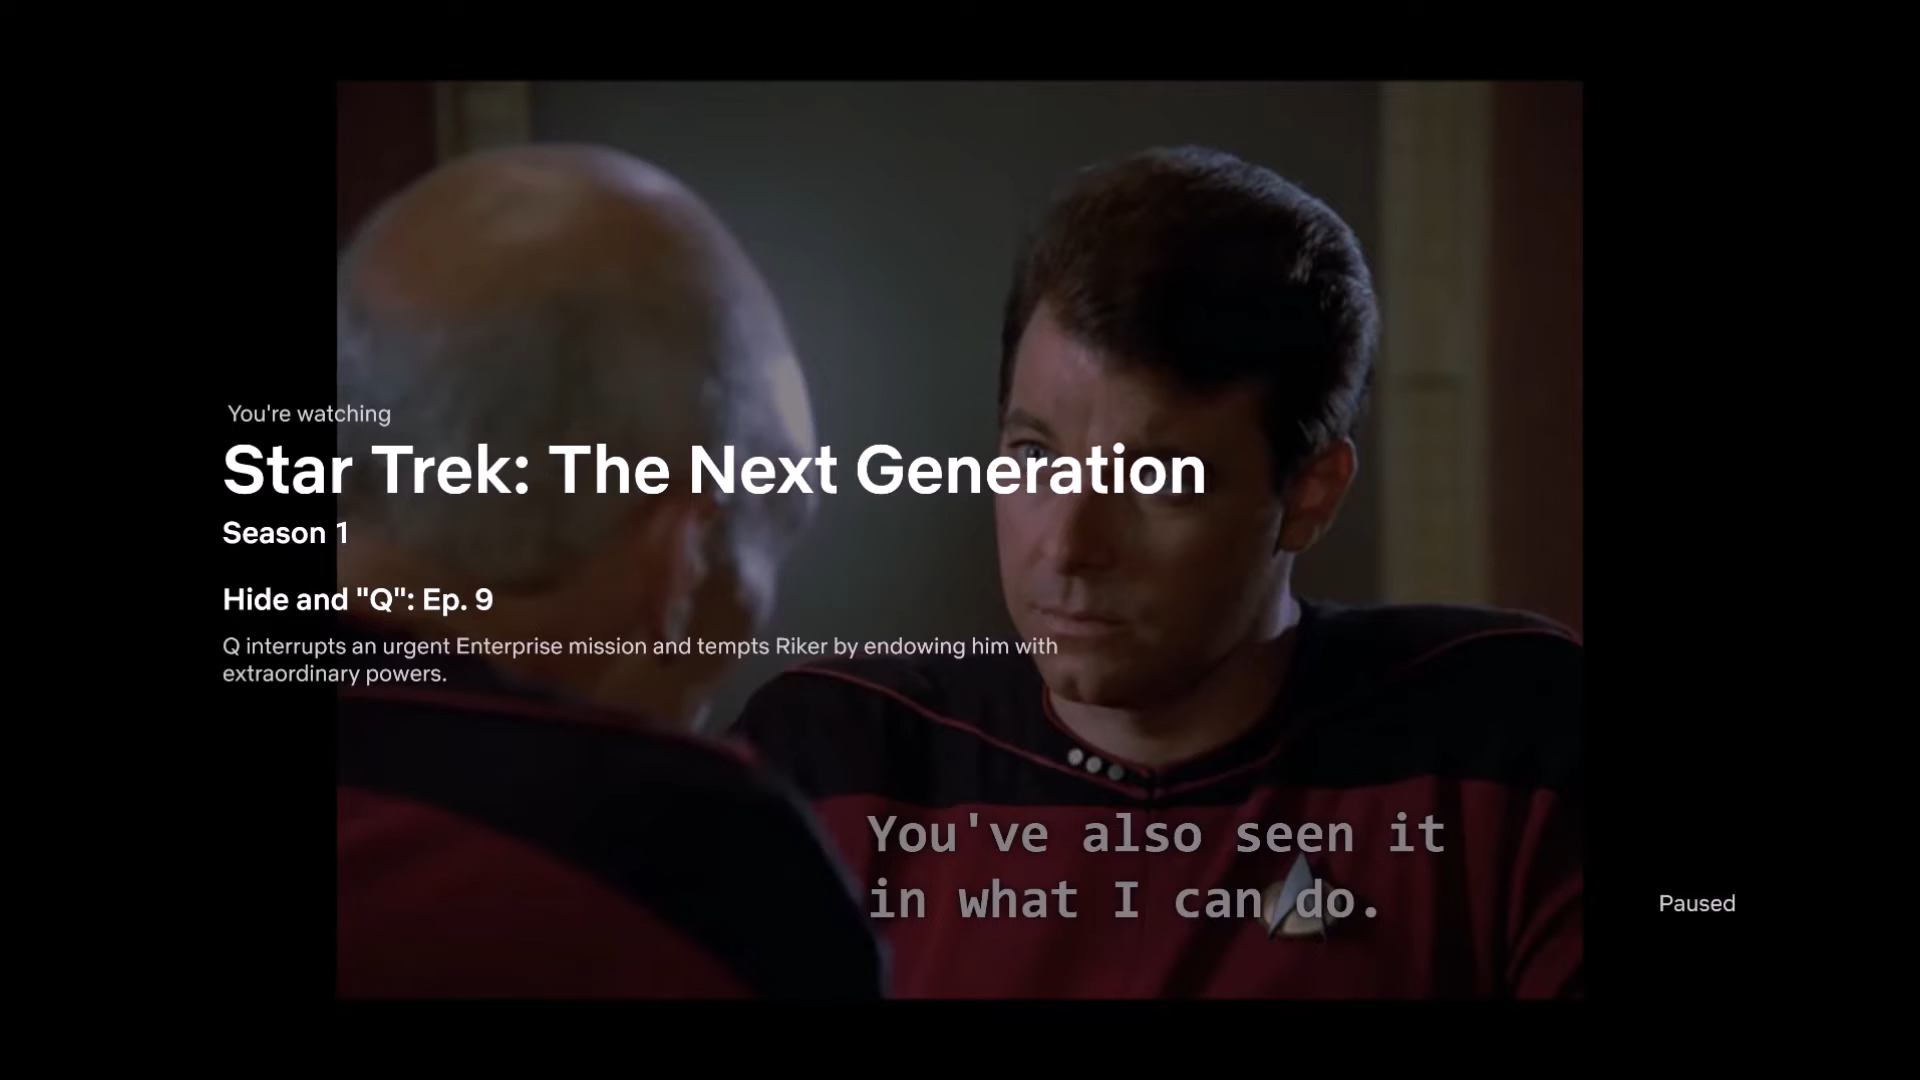 You're watching
Star Trek: The Next Generation
Season 1
Hide and "Q": Ep. 9
Q interrupts an urgent Enterprise mission and tempts Riker by endowing him with
extraordinary powers.
You've also seen it
in what I can do.
Paused